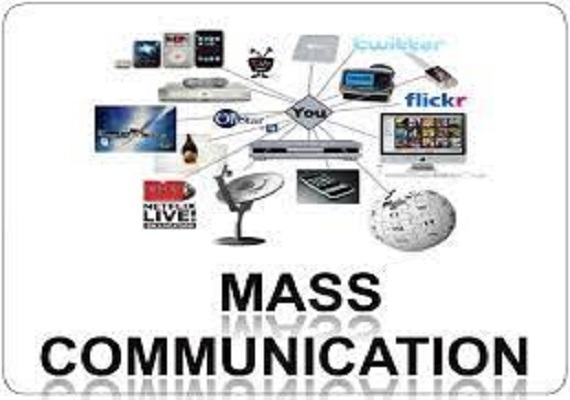 twitter
flickr
You
NETFLIX
LIVE!
MASS
COMMUNICATION